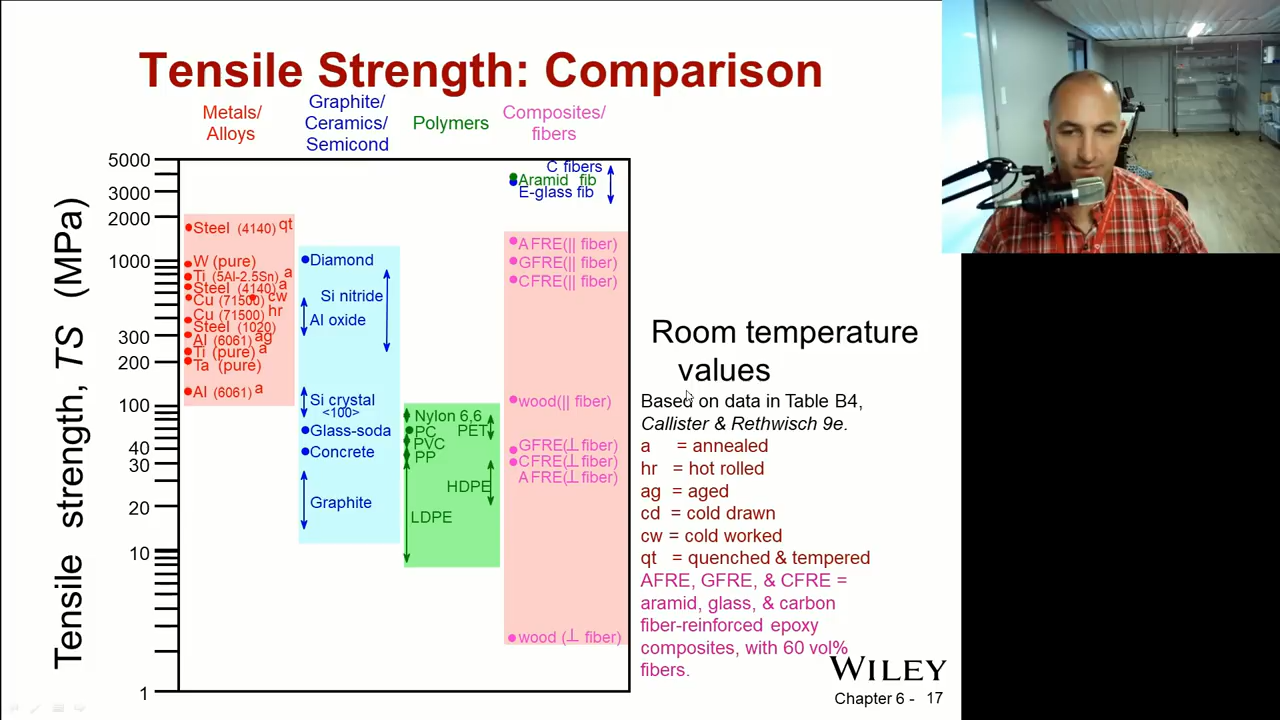 Tensile Strength: Comparison
Metals/
Alloys
Graphite/
Ceramics/
Semicond
Polymers
Composites/
fibers
Tensile strength, TS (MPa)
5000
3000
2000
1000
300
200
100
40
30
20
10
1
Steel (4140) qt
W (pure)
Ti (5Al-2.5Sn) a
Steel (4140) a
Cu (71500) cw
Cu (71500) hr
Steel (1020)
Al (6061) ag
Ti (pure) a
Ta (pure)
Al (6061) a
Diamond
Si nitride
Al oxide
Si crystal
<100>
Glass-soda
Concrete
Graphite
Nylon 6,6
PC PET
PVC
PP
HDPE
LDPE
C fibers
Aramid fib
E-glass fib
AFRE(|| fiber)
GFRE(|| fiber)
CFRE(|| fiber)
wood(|| fiber)
GFRE(⊥ fiber)
CFRE(⊥ fiber)
AFRE(⊥ fiber)
wood (⊥ fiber)
Room temperature
values
Based on data in Table B4,
Callister & Rethwisch 9e.
a = annealed
hr = hot rolled
ag = aged
cd = cold drawn
cw = cold worked
qt = quenched & tempered
AFRE, GFRE, & CFRE =
aramid, glass, & carbon
fiber-reinforced epoxy
composites, with 60 vol%
fibers.
WILEY
Chapter 6 - 17